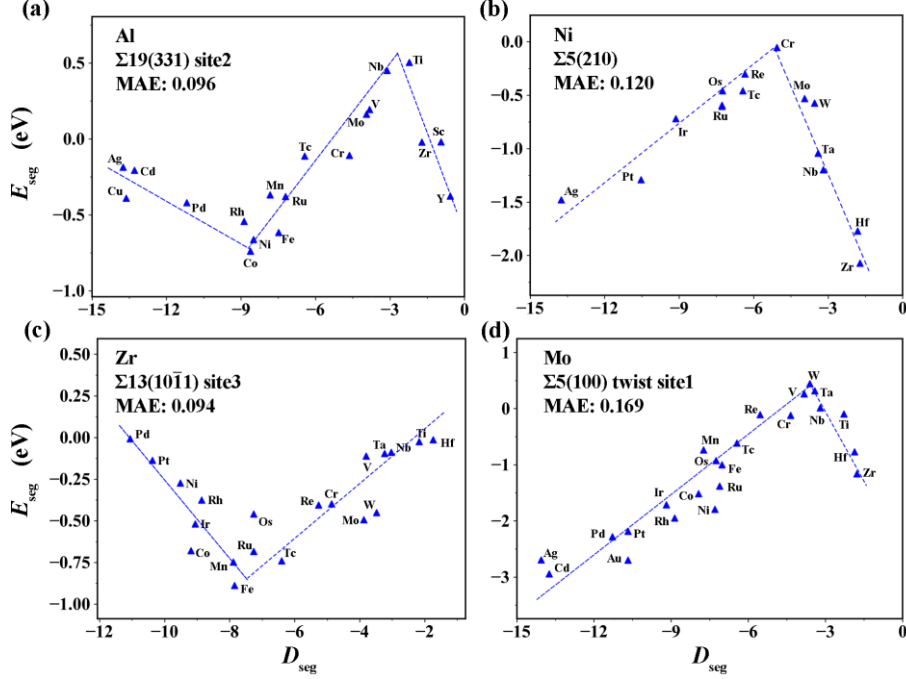 (a)
Al
Σ19(331) site2
MAE: 0.096
E_seg (eV)
0.5
0.0
−0.5
−1.0
−15
−12
−9
−6
−3
0
Ag
Cd
Cu
Pd
Rh
Ni
Co
Mn
Ru
Fe
Tc
Cr
Mo
V
Nb
Ti
Sc
Zr
Y
(b)
Ni
Σ5(210)
MAE: 0.120
0.0
−0.5
−1.0
−1.5
−2.0
−15
−12
−9
−6
−3
0
Ag
Pt
Ir
Os
Ru
Re
Tc
Cr
Mo
W
Ta
Nb
Hf
Zr
(c)
Zr
Σ13(101̅1) site3
MAE: 0.094
E_seg (eV)
0.50
0.25
0.00
−0.25
−0.50
−0.75
−1.00
−12
−10
−8
−6
−4
−2
D_seg
Pd
Pt
Ni
Rh
Ir
Co
Mn
Fe
Os
Ru
Tc
Re
Cr
Mo
W
V
Ta
Nb
Ti
Hf
(d)
Mo
Σ5(100) twist site1
MAE: 0.169
1
0
−1
−2
−3
−15
−12
−9
−6
−3
0
D_seg
Ag
Cd
Pd
Pt
Au
Ir
Rh
Co
Ni
Mn
Os
Fe
Ru
Tc
Re
Cr
V
W
Ta
Nb
Ti
Hf
Zr